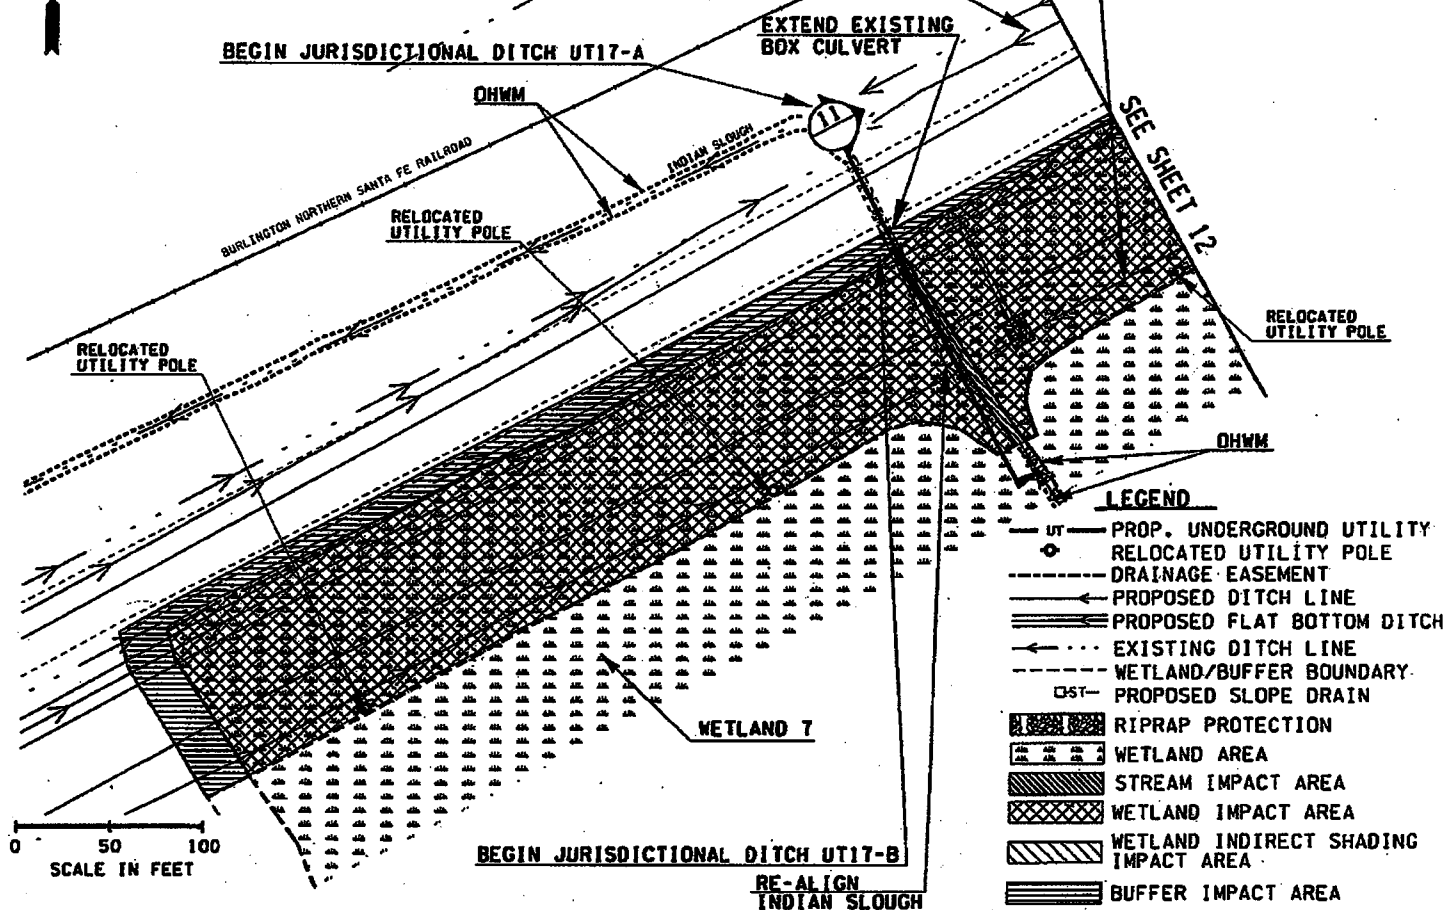 EXTEND EXISTING
BOX CULVERT
BEGIN JURISDICTIONAL DITCH UT17-A
OHWM
11
INDIAN SLOUGH
BURLINGTON NORTHERN SANTA FE RAILROAD
SEE SHEET 12
RELOCATED
UTILITY POLE
RELOCATED
UTILITY POLE
RELOCATED
UTILITY POLE
OHWM
WETLAND 7
0 50 100
SCALE IN FEET
BEGIN JURISDICTIONAL DITCH UT17-B
RE-ALIGN
INDIAN SLOUGH
LEGEND
UT PROP. UNDERGROUND UTILITY
RELOCATED UTILITY POLE
DRAINAGE EASEMENT
PROPOSED DITCH LINE
PROPOSED FLAT BOTTOM DITCH
EXISTING DITCH LINE
WETLAND/BUFFER BOUNDARY
ST PROPOSED SLOPE DRAIN
RIPRAP PROTECTION
WETLAND AREA
STREAM IMPACT AREA
WETLAND IMPACT AREA
WETLAND INDIRECT SHADING
IMPACT AREA
BUFFER IMPACT AREA